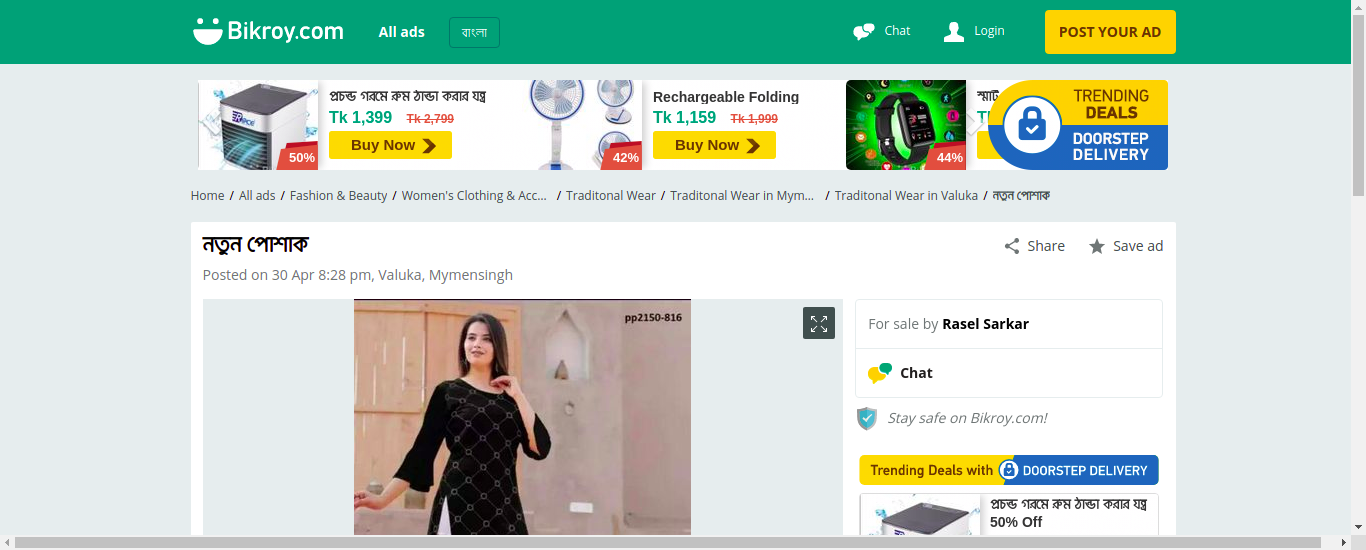 Bikroy.com All ads বাংলা Chat Login POST YOUR AD
প্রচন্ড গরমে রুম ঠান্ডা করার যন্ত্র
Tk 1,399 Tk 2,799
Buy Now
50%
Rechargeable Folding
Tk 1,159 Tk 1,999
Buy Now
42%
44%
TRENDING
DEALS
DOORSTEP
DELIVERY
Home / All ads / Fashion & Beauty / Women's Clothing & Acc... / Traditonal Wear / Traditonal Wear in Mym... / Traditonal Wear in Valuka / নতুন পোশাক
নতুন পোশাক
Share Save ad
Posted on 30 Apr 8:28 pm, Valuka, Mymensingh
pp2150-816
For sale by Rasel Sarkar
Chat
Stay safe on Bikroy.com!
Trending Deals with DOORSTEP DELIVERY
প্রচন্ড গরমে রুম ঠান্ডা করার যন্ত্র
50% Off